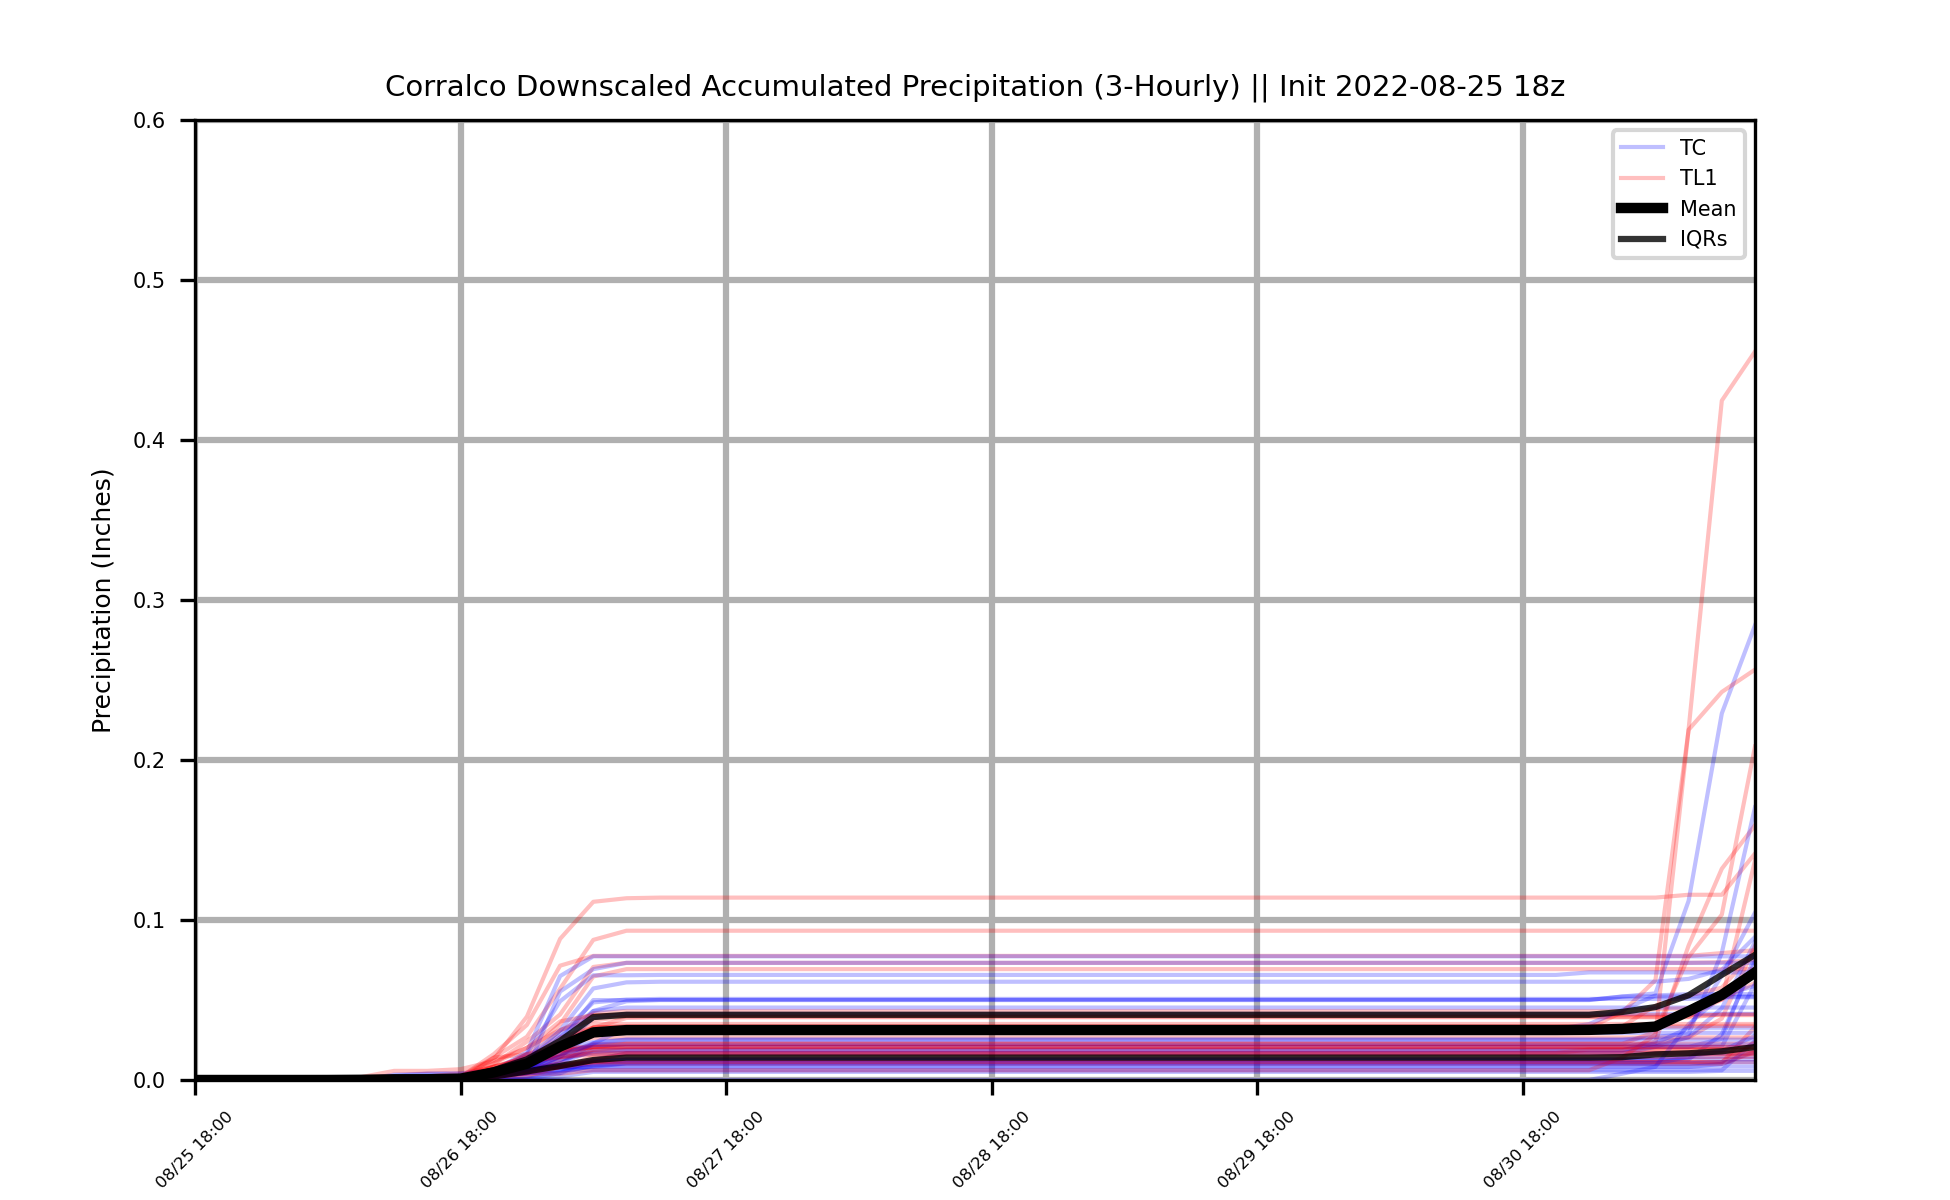 Corralco Downscaled Accumulated Precipitation (3-Hourly) || Init 2022-08-25 18z
Precipitation (Inches)
0.6
0.5
0.4
0.3
0.2
0.1
0.0
TC
TL1
Mean
IQRs
08/25 18:00
08/26 18:00
08/27 18:00
08/28 18:00
08/29 18:00
08/30 18:00